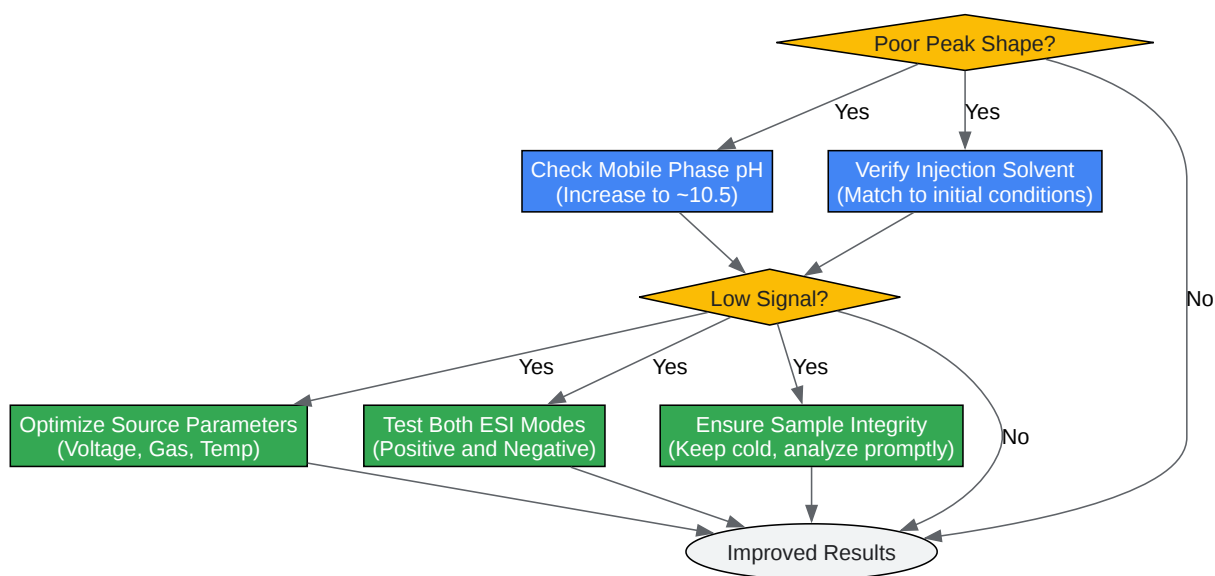 Poor Peak Shape?
Yes
Yes
Check Mobile Phase pH
(Increase to ~10.5)
Verify Injection Solvent
(Match to initial conditions)
Low Signal?
No
Yes
Yes
Yes
Optimize Source Parameters
(Voltage, Gas, Temp)
Test Both ESI Modes
(Positive and Negative)
Ensure Sample Integrity
(Keep cold, analyze promptly)
No
Improved Results